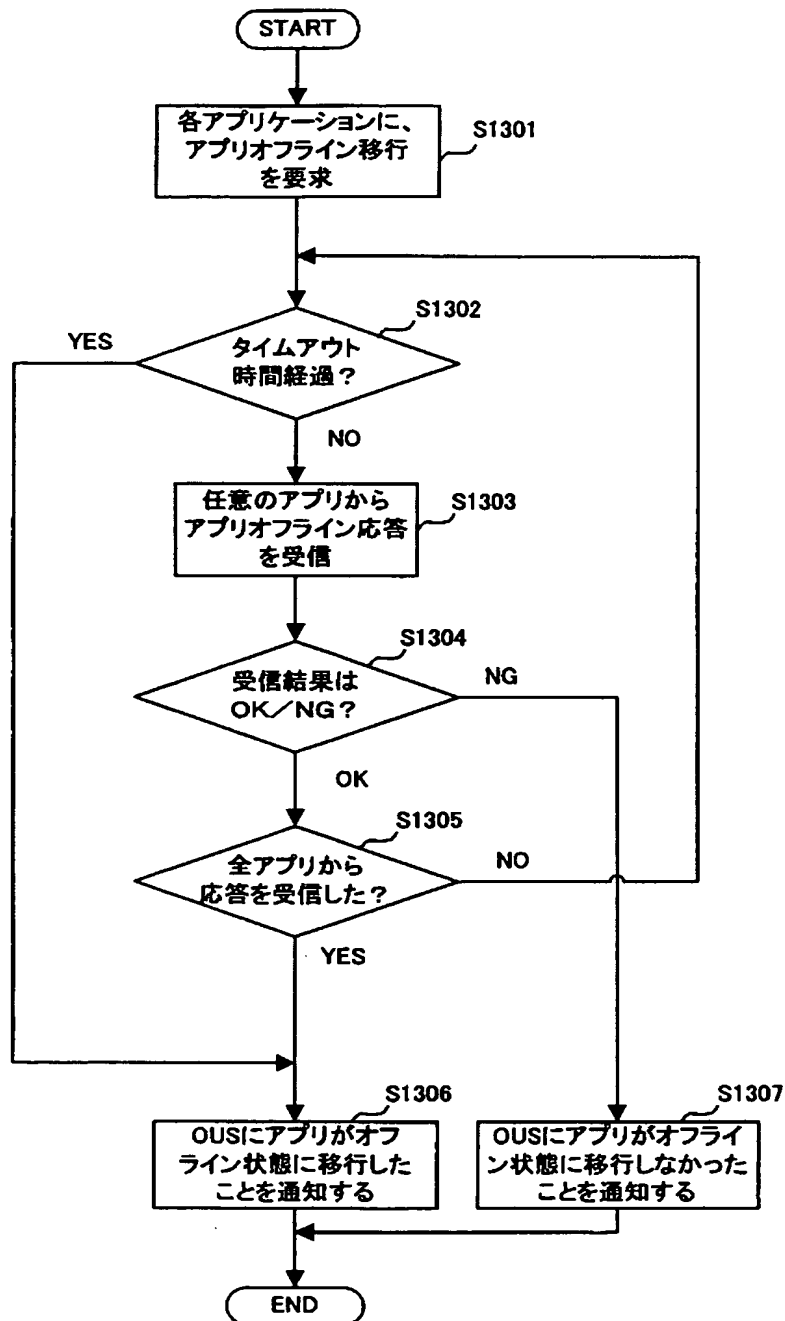 START
各アプリケーションに、
アプリオフライン移行
を要求
S1301
S1302
YES
タイムアウト
時間経過？
NO
任意のアプリから
アプリオフライン応答
を受信
S1303
S1304
受信結果は
OK／NG？
NG
OK
S1305
全アプリから
応答を受信した？
NO
YES
S1306
OUSにアプリがオフ
ライン状態に移行した
ことを通知する
S1307
OUSにアプリがオフライ
ン状態に移行しなかった
ことを通知する
END